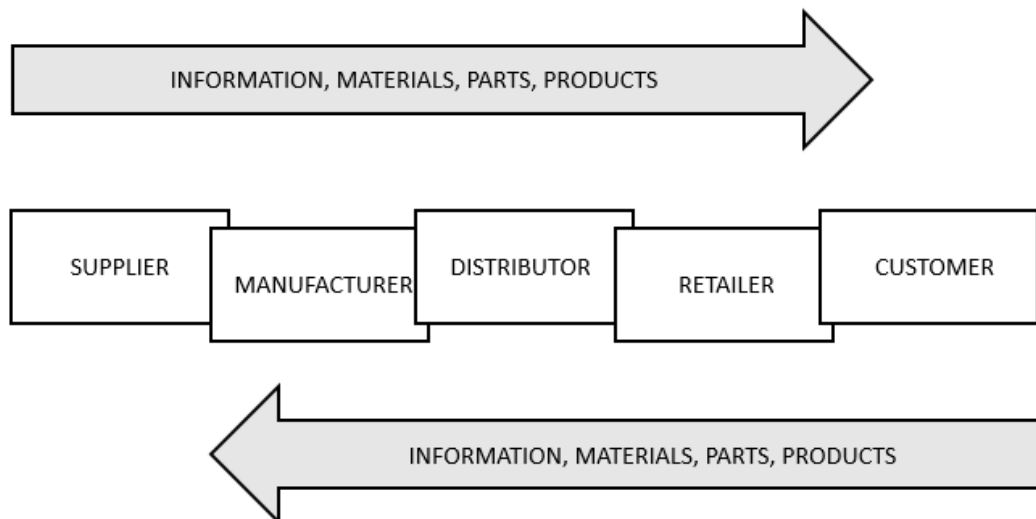 INFORMATION, MATERIALS, PARTS, PRODUCTS
SUPPLIER
MANUFACTURER
DISTRIBUTOR
RETAILER
CUSTOMER
INFORMATION, MATERIALS, PARTS, PRODUCTS